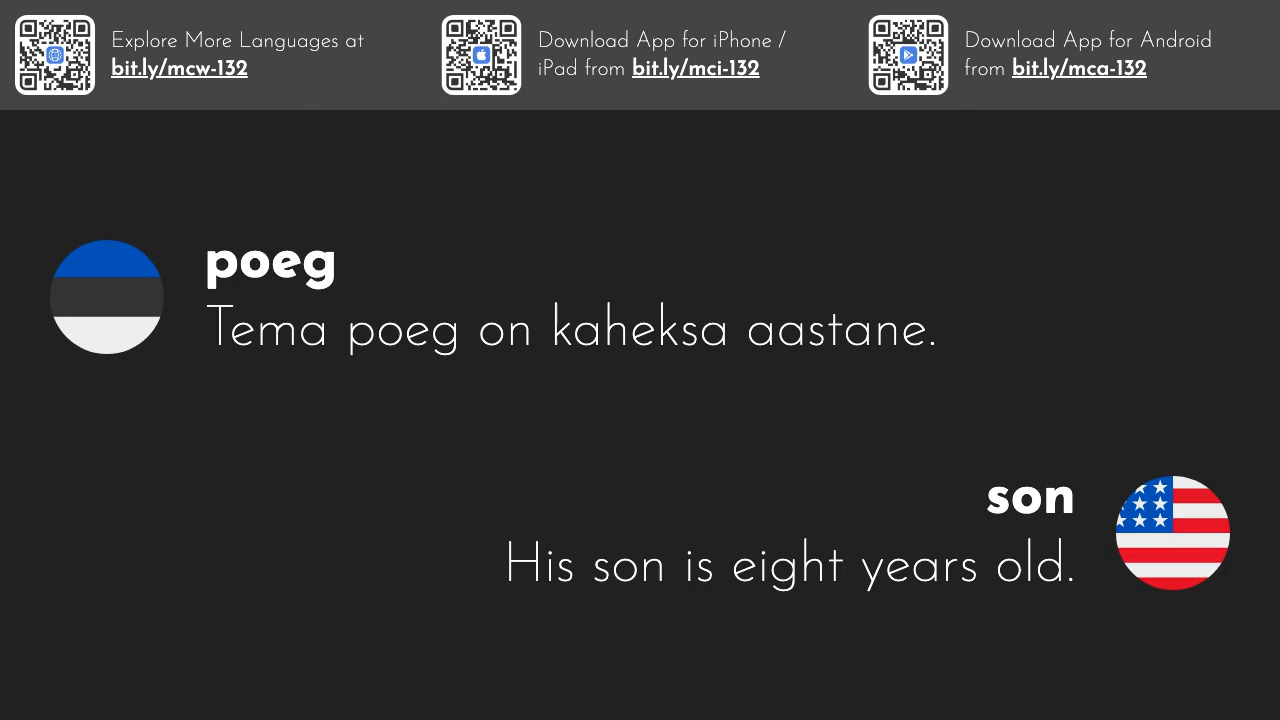 Explore More Languages at
bit.ly/mcw-132
Download App for iPhone /
iPad from bit.ly/mci-132
Download App for Android
from bit.ly/mca-132
poeg
Tema poeg on kaheksa aastane.
son
His son is eight years old.